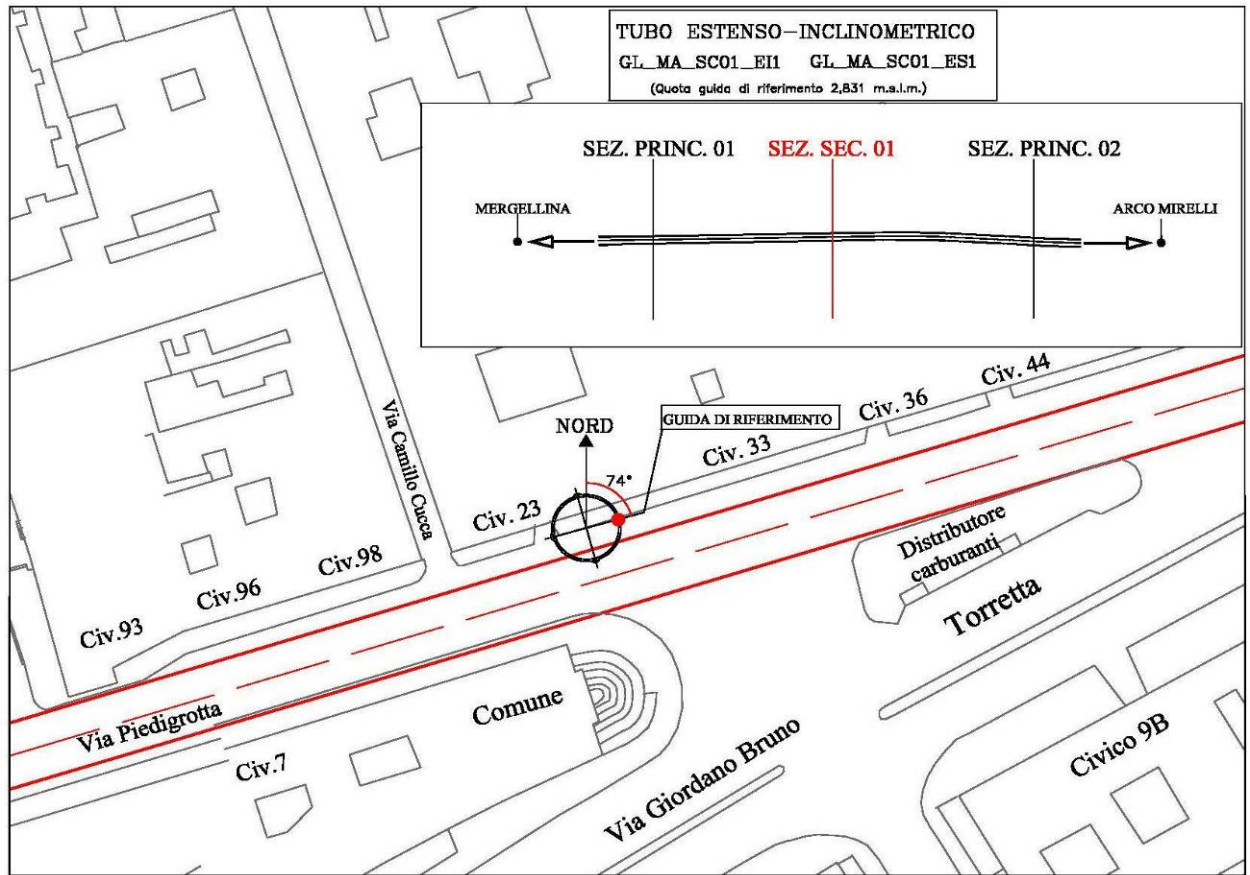 TUBO ESTENSO-INCLINOMETRICO
GL_MA_SC01_EI1 GL_MA_SC01_ES1
(Quota guida di riferimento 2,831 m.s.l.m.)
SEZ. PRINC. 01 SEZ. SEC. 01 SEZ. PRINC. 02
MERGELLINA ARCO MIRELLI
Civ. 44
Civ. 36
GUIDA DI RIFERIMENTO
NORD
Civ. 33
74°
Via Camillo Cucca
Civ. 23
Civ.98
Civ.96
Civ.93
Distributore
carburanti
Torretta
Comune
Via Piedigrotta
Civ.7
Via Giordano Bruno
Civico 9B